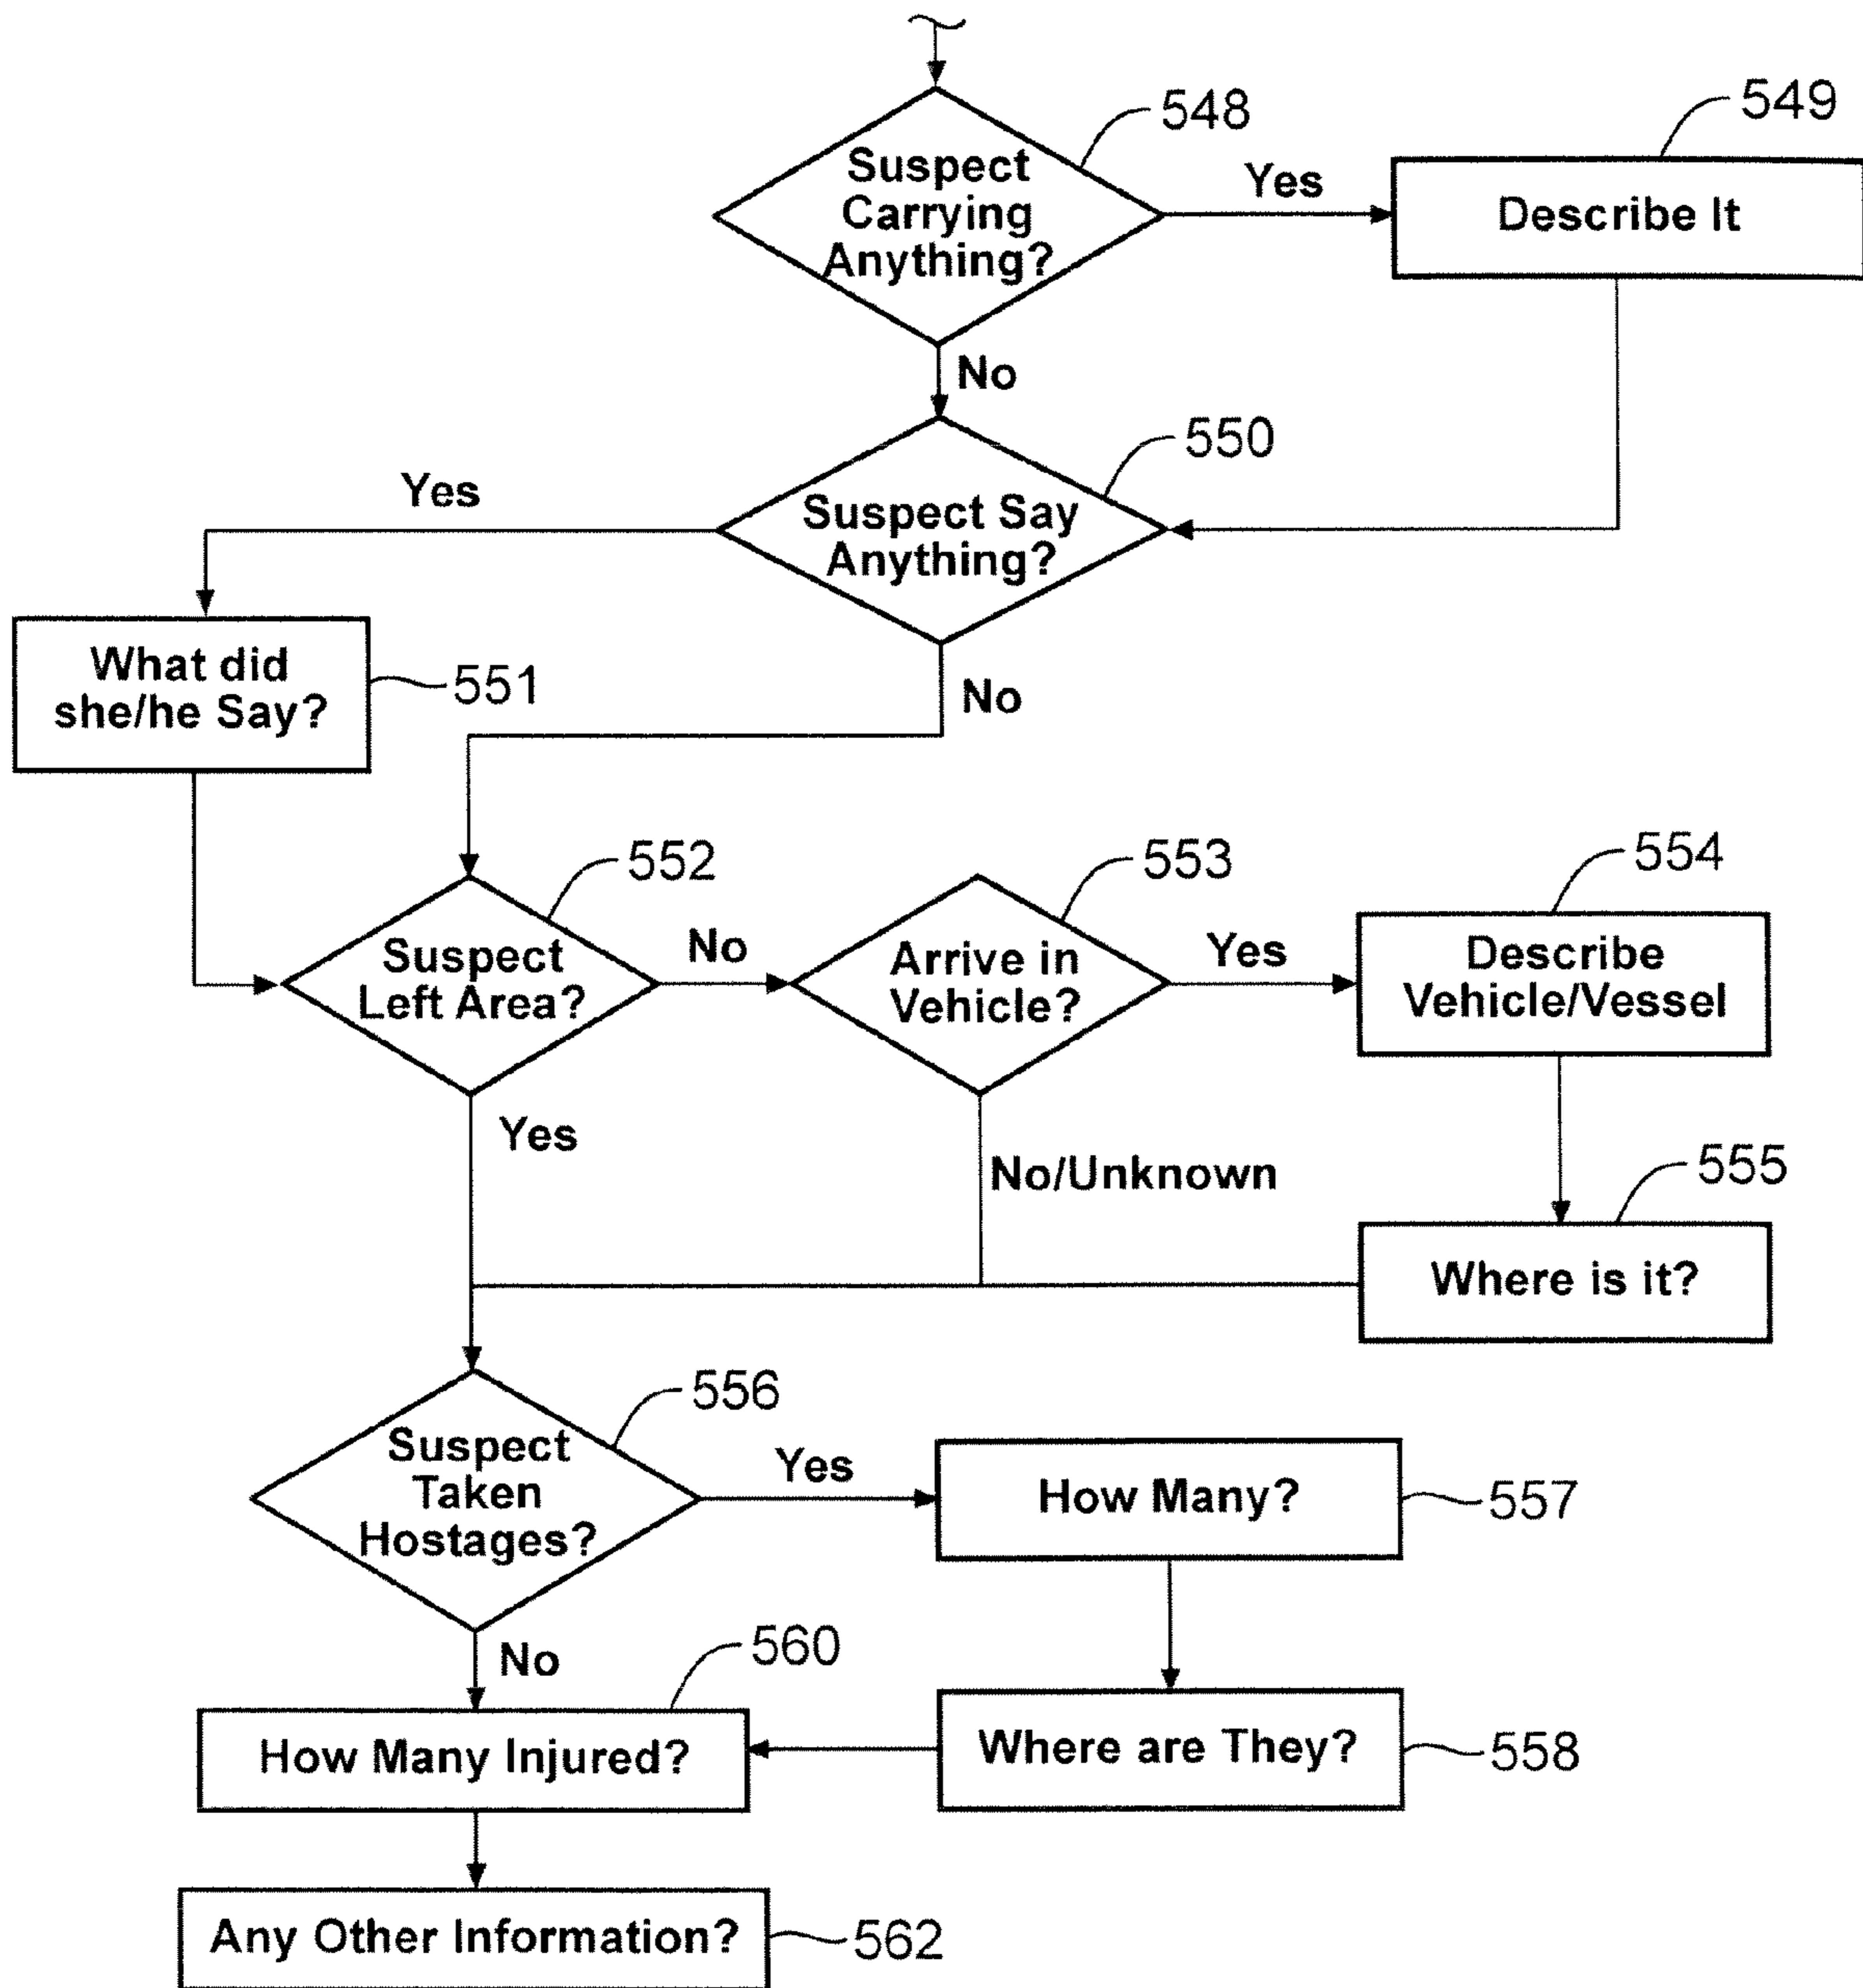 548
Suspect
Carrying
Anything?
Yes
549
Describe It
No
550
Suspect Say
Anything?
Yes
No
What did
she/he Say?
551
552
Suspect
Left Area?
No
553
Arrive in
Vehicle?
Yes
554
Describe
Vehicle/Vessel
Yes
No/Unknown
555
Where is it?
556
Suspect
Taken
Hostages?
Yes
How Many?
557
No
560
How Many Injured?
Where are They?
558
Any Other Information?
562